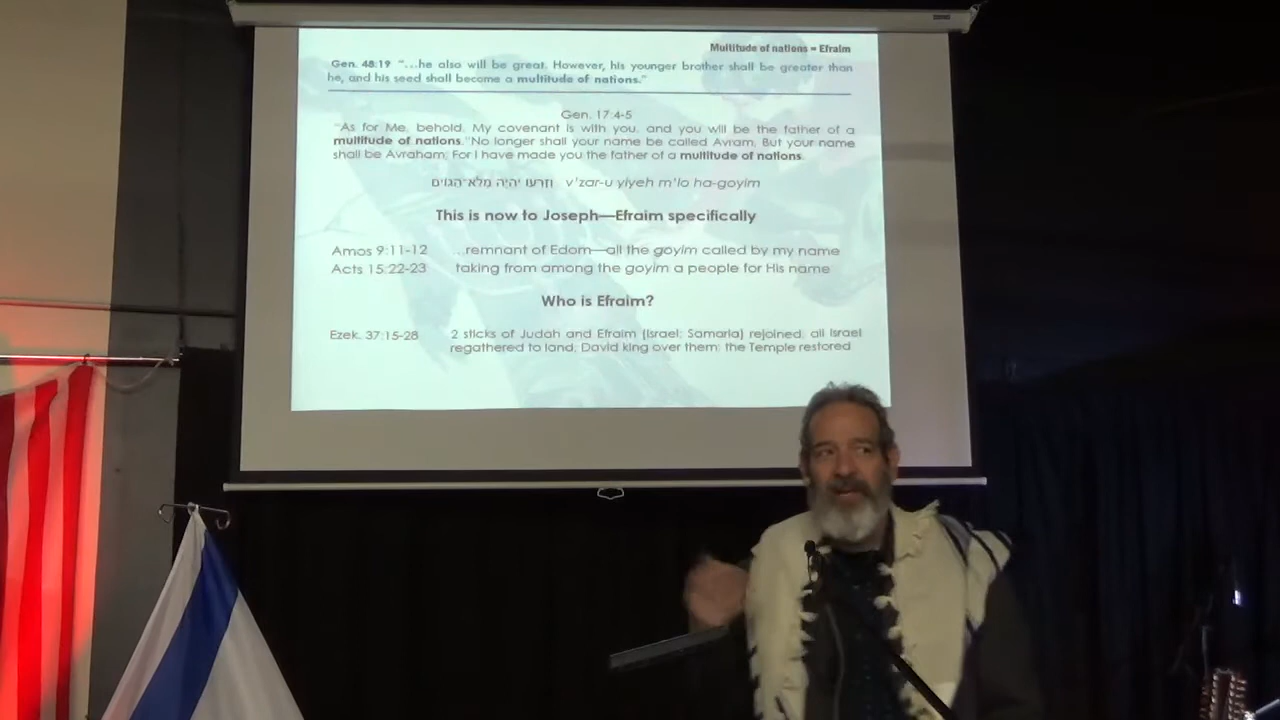 Multitude of nations = Efraim
Gen. 48:19 "...he also will be great. However, his younger brother shall be greater than
he, and his seed shall become a multitude of nations."
Gen. 17:4-5
"As for Me, behold, My covenant is with you, and you will be the father of a
multitude of nations. "No longer shall your name be called Avram, But your name
shall be Avraham; For I have made you the father of a multitude of nations.
וְזַרְעוֹ יִהְיֶה מְלֹא־הַגּוֹיִם v'zar-u yiyeh m'lo ha-goyim
This is now to Joseph—Efraim specifically
Amos 9:11-12 ...remnant of Edom—all the goyim called by my name
Acts 15:22-23 taking from among the goyim a people for His name
Who is Efraim?
Ezek. 37:15-28 2 sticks of Judah and Efraim (Israel; Samaria) rejoined; all Israel
regathered to land; David king over them; the Temple restored